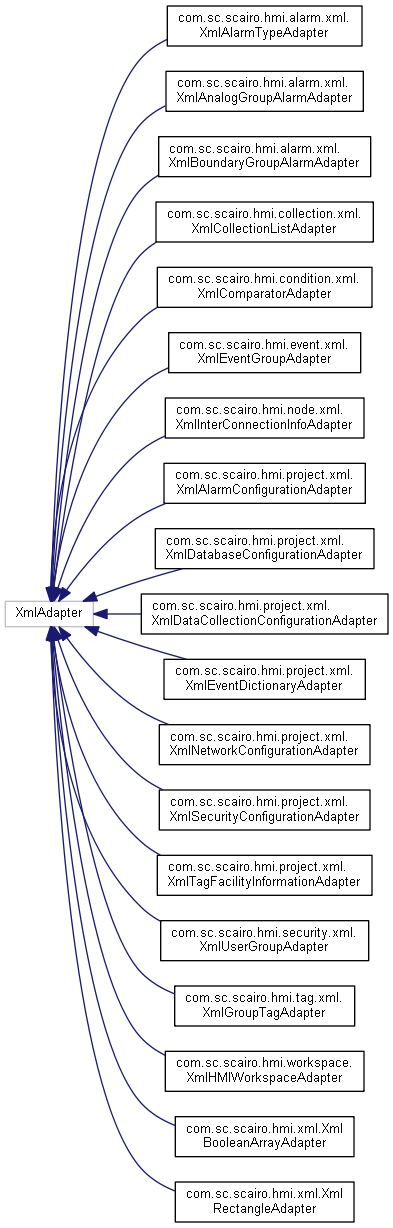 com.sc.scairo.hmi.alarm.xml.
XmlAlarmTypeAdapter
com.sc.scairo.hmi.alarm.xml.
XmlAnalogGroupAlarmAdapter
com.sc.scairo.hmi.alarm.xml.
XmlBoundaryGroupAlarmAdapter
com.sc.scairo.hmi.collection.xml.
XmlCollectionListAdapter
com.sc.scairo.hmi.condition.xml.
XmlComparatorAdapter
com.sc.scairo.hmi.event.xml.
XmlEventGroupAdapter
com.sc.scairo.hmi.node.xml.
XmlInterConnectionInfoAdapter
com.sc.scairo.hmi.project.xml.
XmlAlarmConfigurationAdapter
com.sc.scairo.hmi.project.xml.
XmlDatabaseConfigurationAdapter
XmlAdapter
com.sc.scairo.hmi.project.xml.
XmlDataCollectionConfigurationAdapter
com.sc.scairo.hmi.project.xml.
XmlEventDictionaryAdapter
com.sc.scairo.hmi.project.xml.
XmlNetworkConfigurationAdapter
com.sc.scairo.hmi.project.xml.
XmlSecurityConfigurationAdapter
com.sc.scairo.hmi.project.xml.
XmlTagFacilityInformationAdapter
com.sc.scairo.hmi.security.xml.
XmlUserGroupAdapter
com.sc.scairo.hmi.tag.xml.
XmlGroupTagAdapter
com.sc.scairo.hmi.workspace.
XmlHMIWorkspaceAdapter
com.sc.scairo.hmi.xml.Xml
BooleanArrayAdapter
com.sc.scairo.hmi.xml.Xml
RectangleAdapter